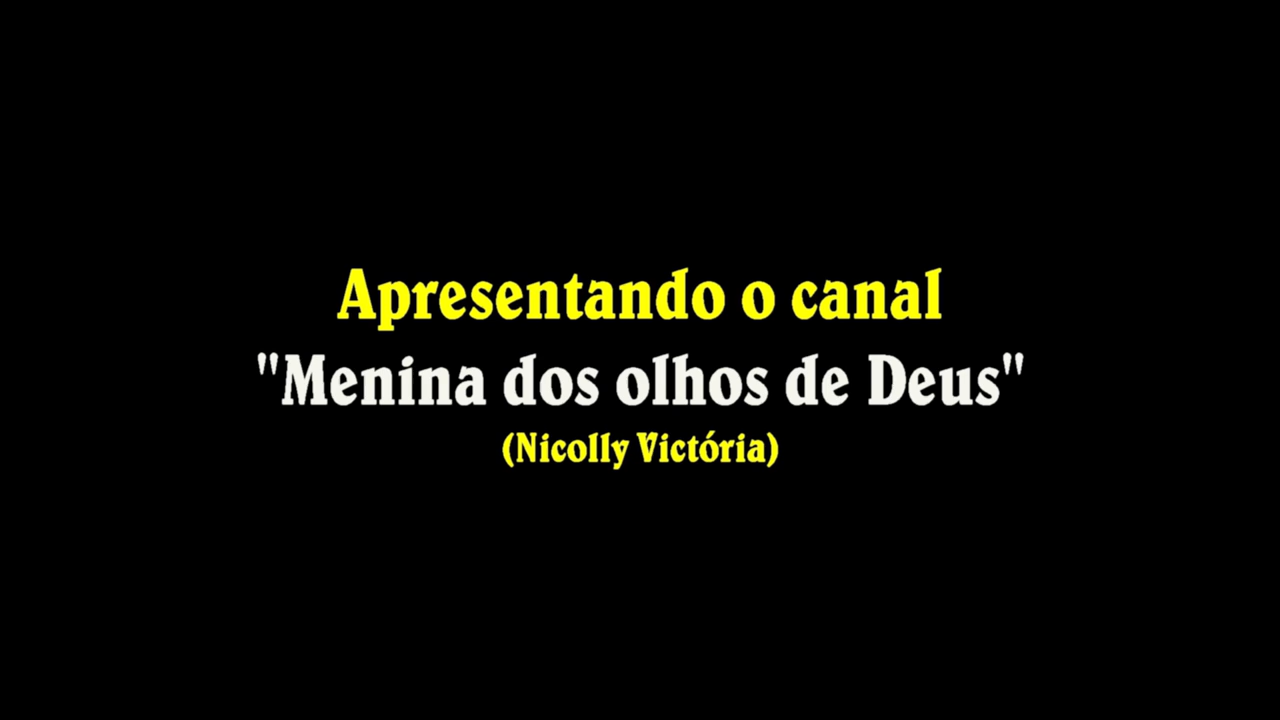 Apresentando o canal
"Menina dos olhos de Deus"
(Nicolly Victória)